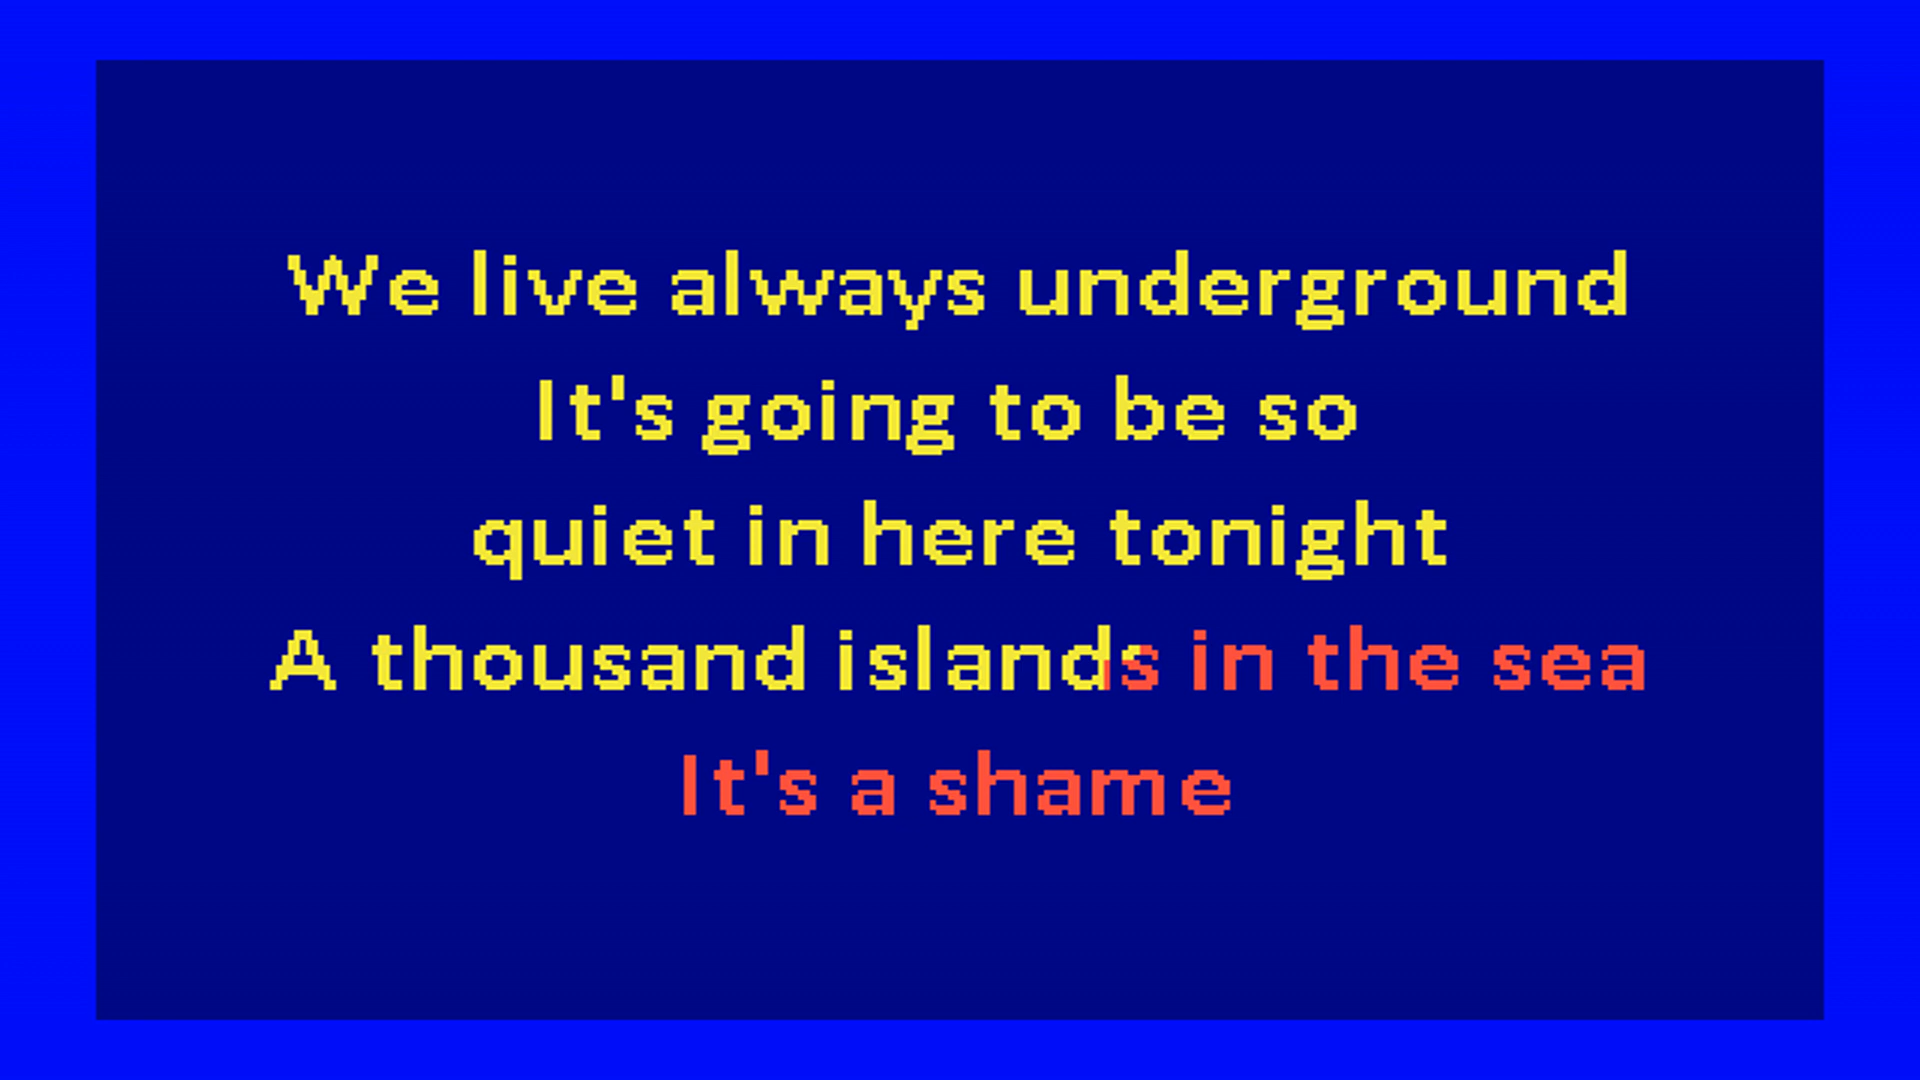 We live always underground
It's going to be so
quiet in here tonight
A thousand islands in the sea
It's a shame